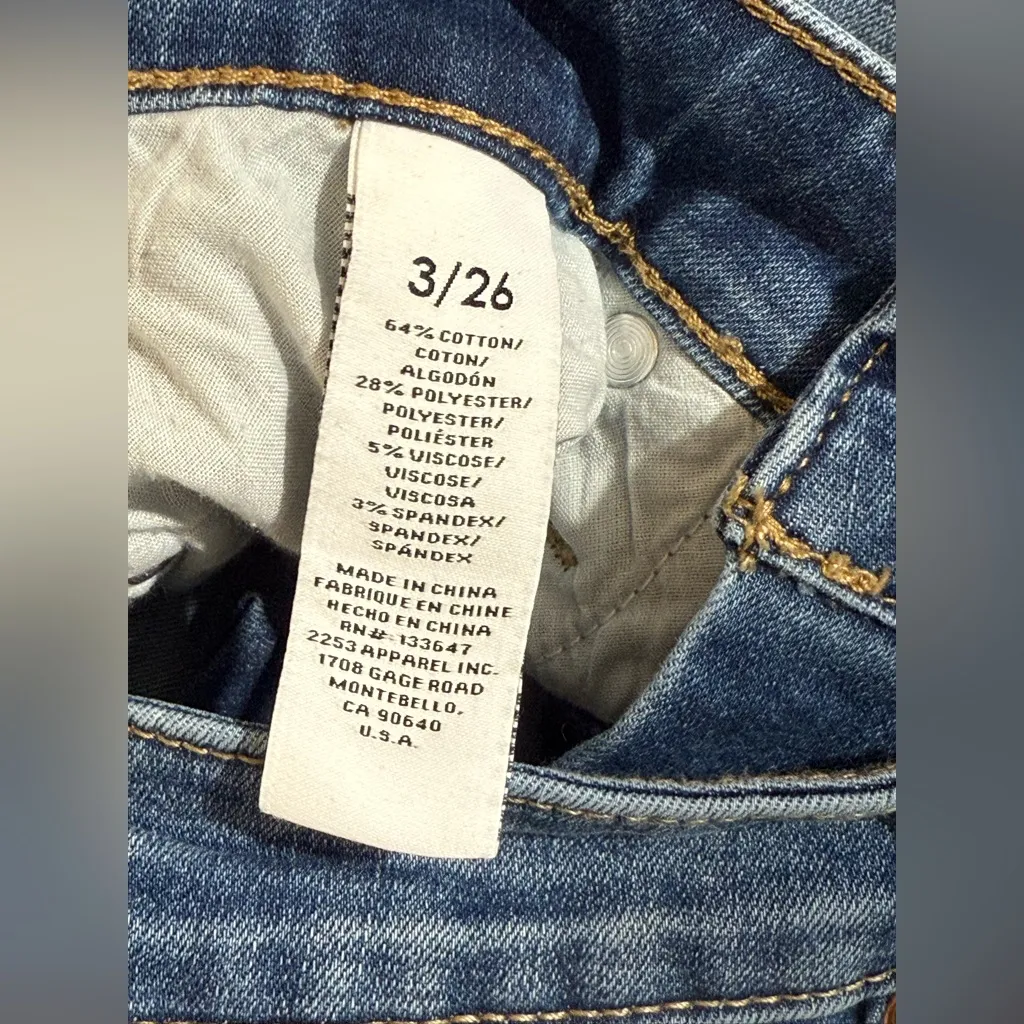 3/26
64% COTTON/
COTON/
ALGODÓN
28% POLYESTER/
POLYESTER/
POLIÉSTER
5% VISCOSE/
VISCOSE/
VISCOSA
3% SPANDEX/
SPANDEX/
SPÁNDEX
MADE IN CHINA
FABRIQUE EN CHINE
HECHO EN CHINA
RN# 133647
2253 APPAREL INC.
1708 GAGE ROAD
MONTEBELLO,
CA 90640
U.S.A.